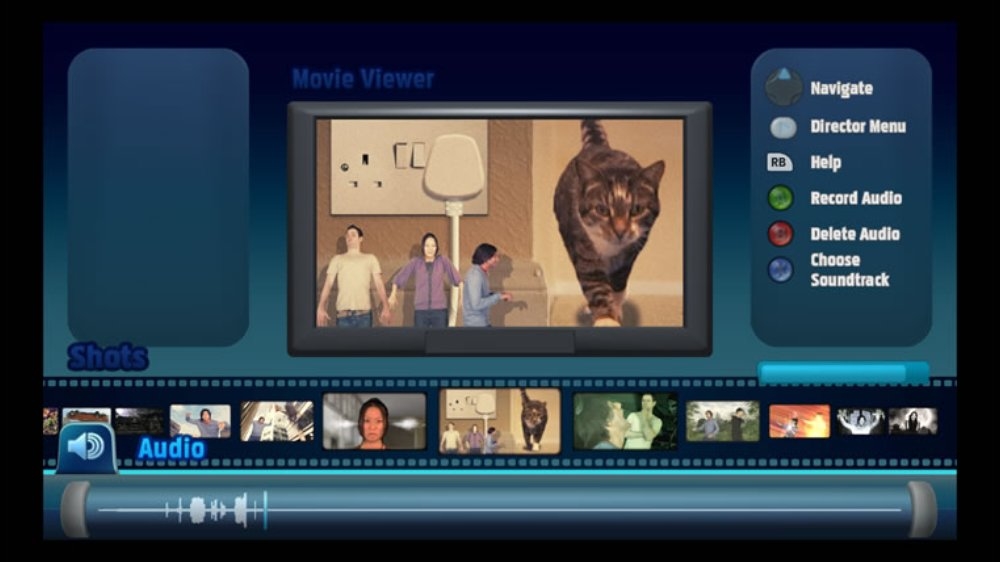 Movie Viewer
Navigate
Director Menu
RB
Help
Record Audio
Delete Audio
Choose
Soundtrack
Shots
Audio